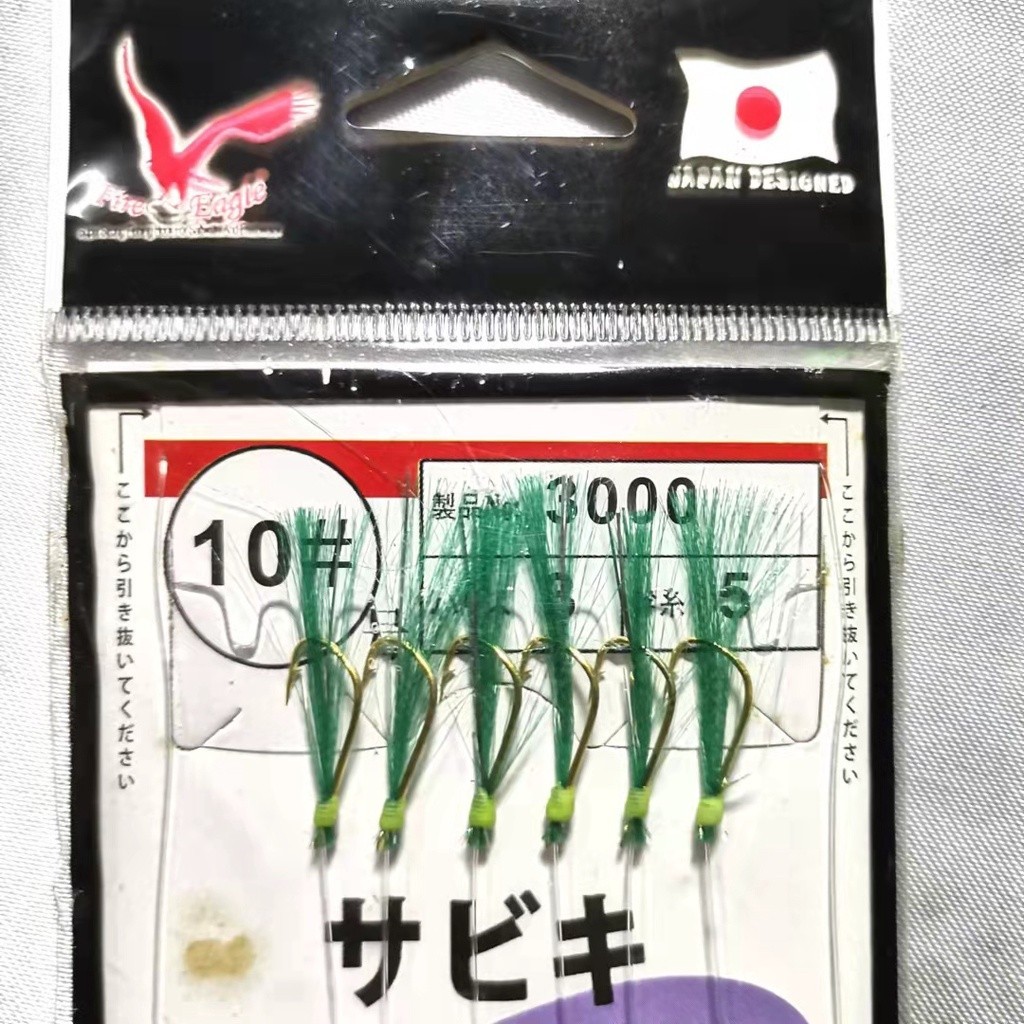 Fire Eagle
JAPAN DESIGNED
10#
製品No. 3000
3 糸 5
ここから引き抜いてください
ここから引き抜いてください
サビキ